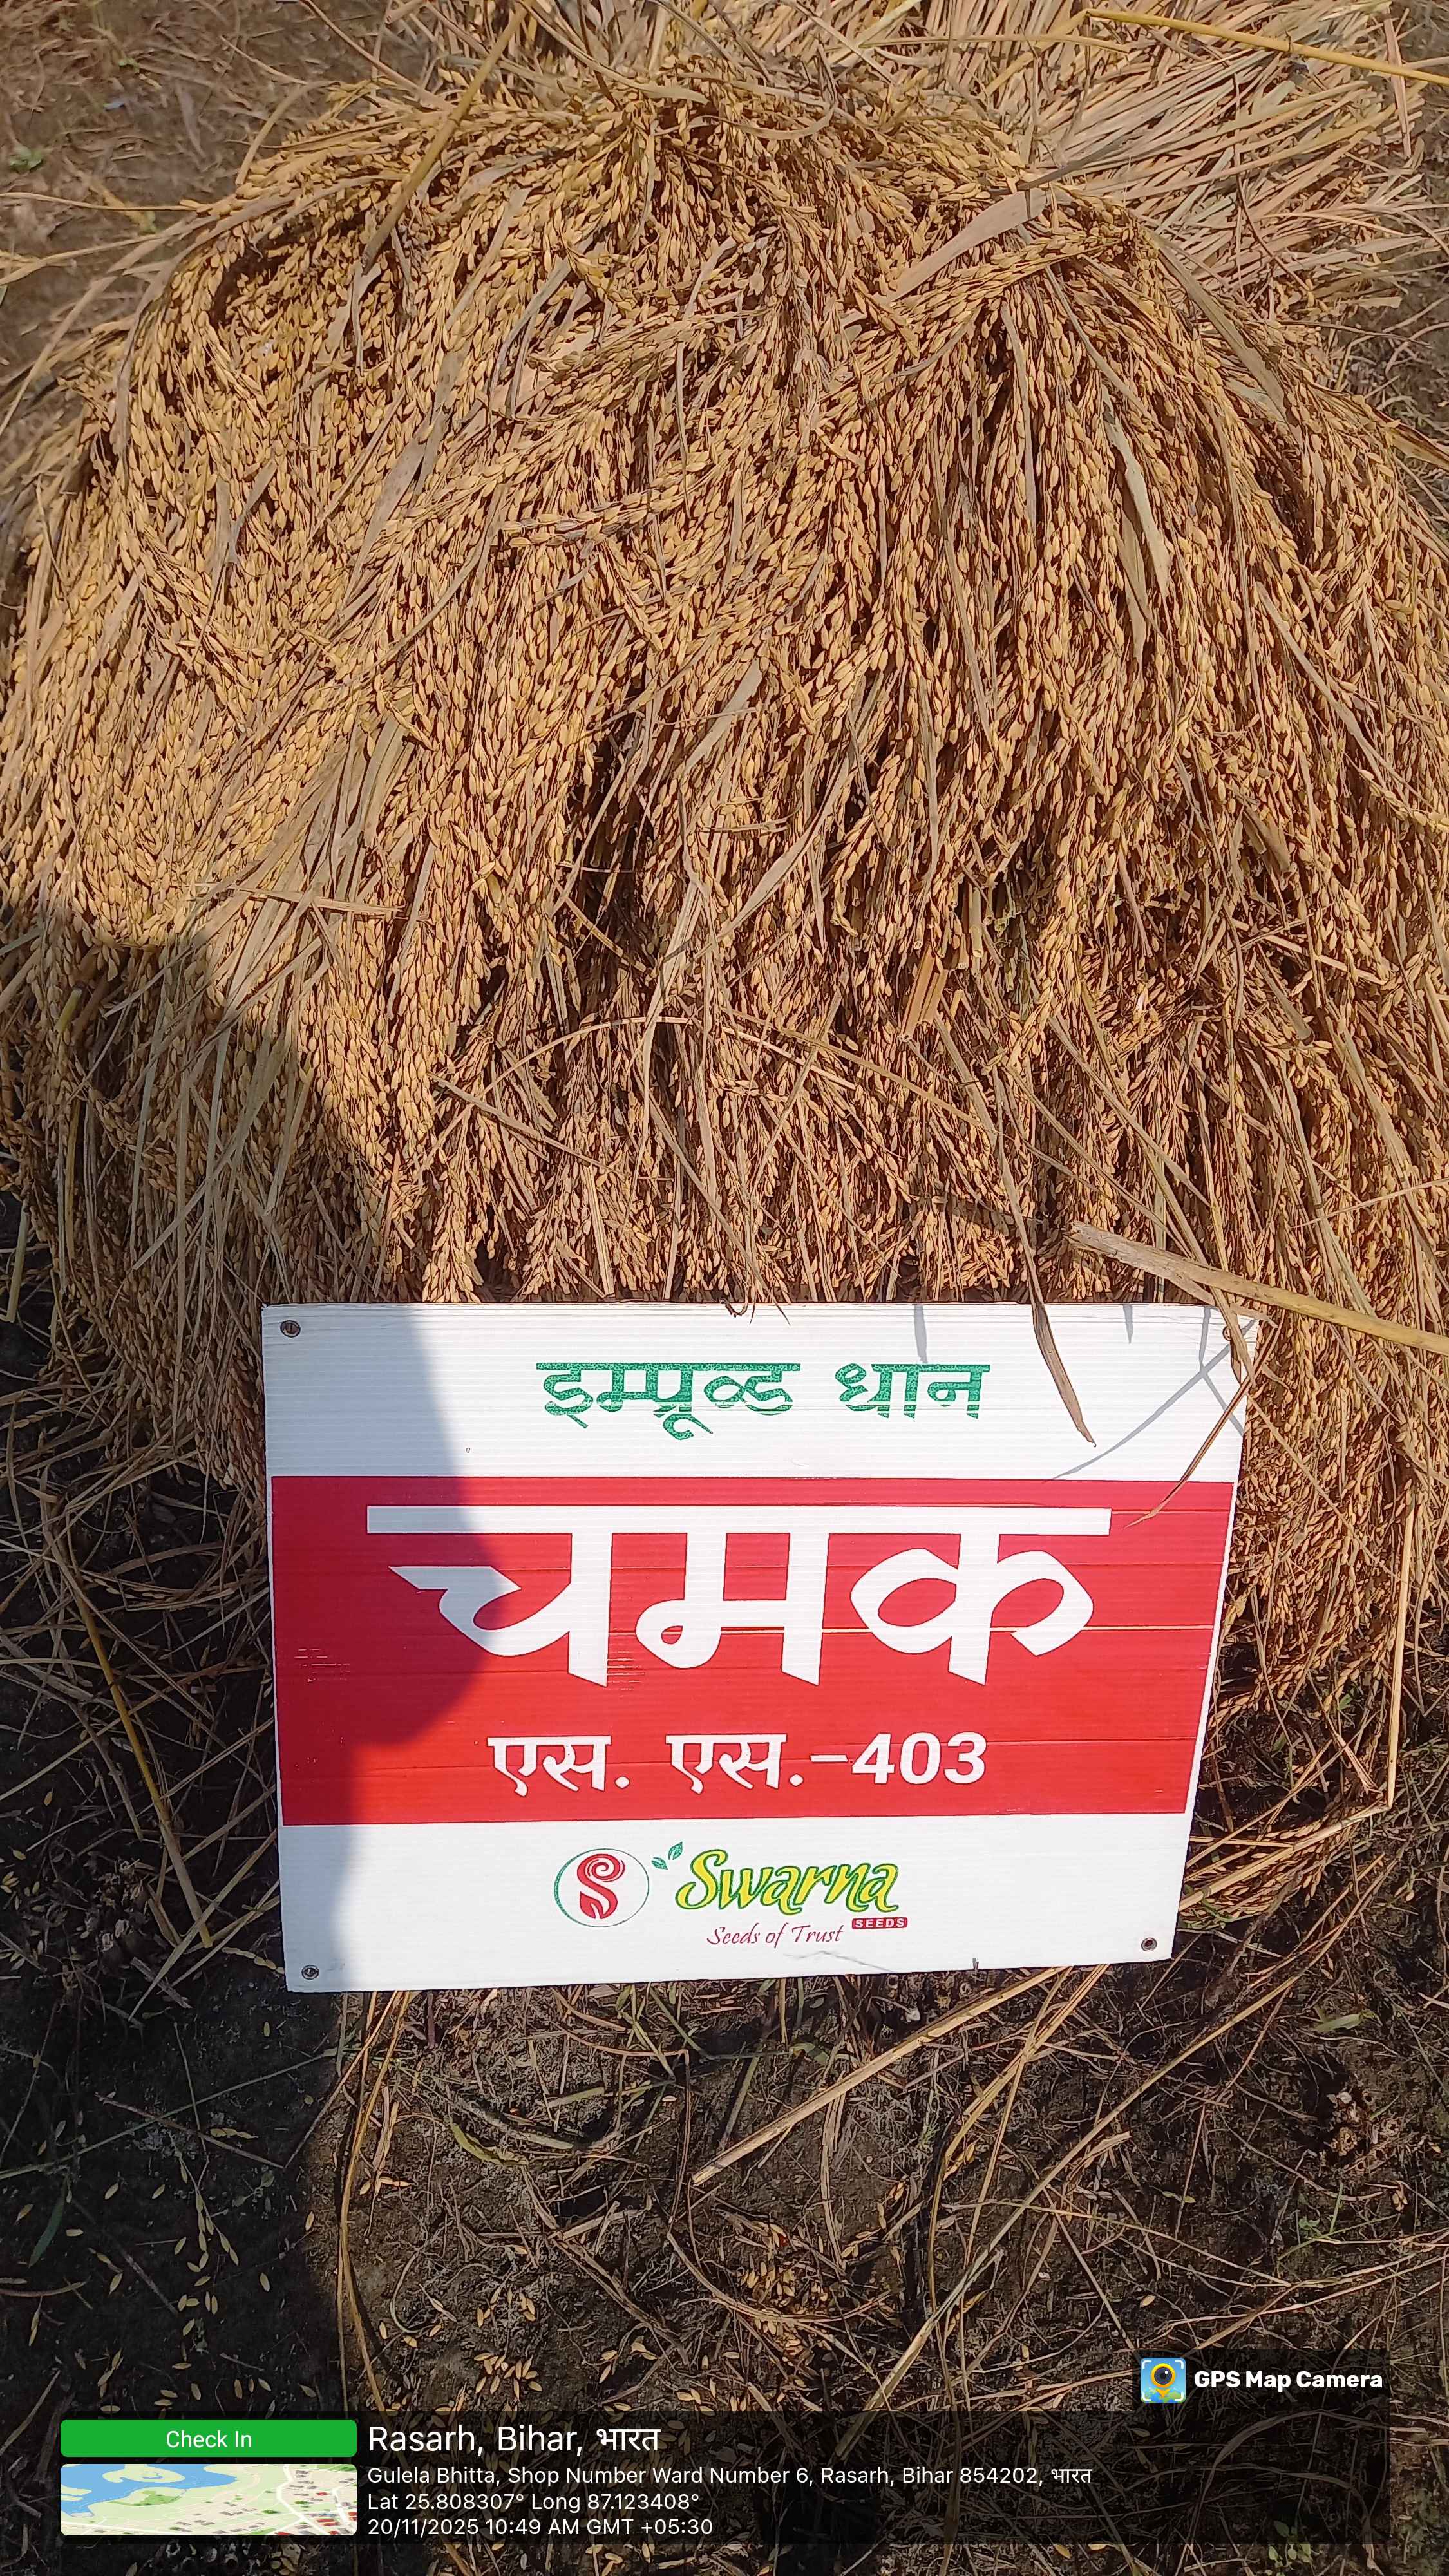 इम्प्रूव्ड धान
चमक
एस. एस.-403
Swarna
SEEDS
Seeds of Trust
GPS Map Camera
Check In
Rasarh, Bihar, भारत
Gulela Bhitta, Shop Number Ward Number 6, Rasarh, Bihar 854202, भारत
Lat 25.808307° Long 87.123408°
20/11/2025 10:49 AM GMT +05:30